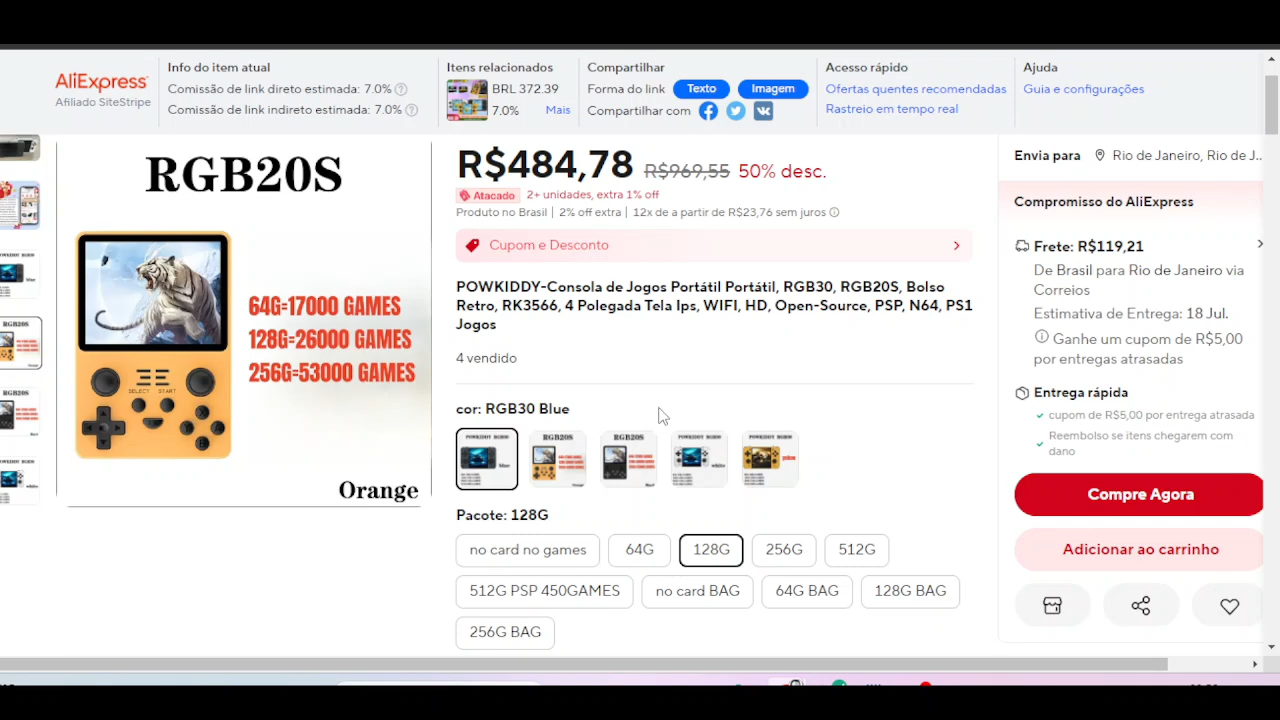 AliExpress
Afiliado SiteStripe
Info do item atual
Comissão de link direto estimada: 7.0%
Comissão de link indireto estimada: 7.0%
Itens relacionados
BRL 372.39
7.0% Mais
Compartilhar
Forma do link Texto Imagem
Compartilhar com
Acesso rápido
Ofertas quentes recomendadas
Rastreio em tempo real
Ajuda
Guia e configurações
RGB20S
64G=17000 GAMES
128G=26000 GAMES
256G=53000 GAMES
SELECT START
Orange
R$484,78 R$969,55 50% desc.
Atacado 2+ unidades, extra 1% off
Produto no Brasil | 2% off extra | 12x de a partir de R$23,76 sem juros
Cupom e Desconto
POWKIDDY-Consola de Jogos Portátil Portátil, RGB30, RGB20S, Bolso
Retro, RK3566, 4 Polegada Tela Ips, WIFI, HD, Open-Source, PSP, N64, PS1
Jogos
4 vendido
cor: RGB30 Blue
RGB20S RGB20S
Pacote: 128G
no card no games 64G 128G 256G 512G
512G PSP 450GAMES no card BAG 64G BAG 128G BAG
256G BAG
Envia para Rio de Janeiro, Rio de J...
Compromisso do AliExpress
Frete: R$119,21
De Brasil para Rio de Janeiro via
Correios
Estimativa de Entrega: 18 Jul.
Ganhe um cupom de R$5,00
por entregas atrasadas
Entrega rápida
cupom de R$5,00 por entrega atrasada
Reembolso se itens chegarem com
dano
Compre Agora
Adicionar ao carrinho